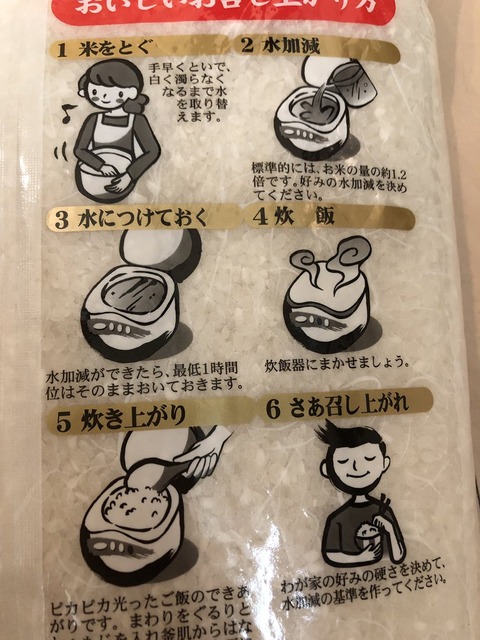 おいしいお召し上がり方
1 米をとぐ
手早くといで、
白く濁らなく
なるまで水
を取り替
えます。
2 水加減
標準的には、お米の量の約1.2
倍です。好みの水加減を決め
てください。
3 水につけておく
水加減ができたら、最低1時間
位はそのままおいておきます。
4 炊 飯
炊飯器にまかせましょう。
5 炊き上がり
ピカピカ光ったご飯のできあ
がりです。まわりをぐるりと
を入れ釜肌からはな
6 さあ召し上がれ
わが家の好みの硬さを決めて、
水加減の基準を作ってください。